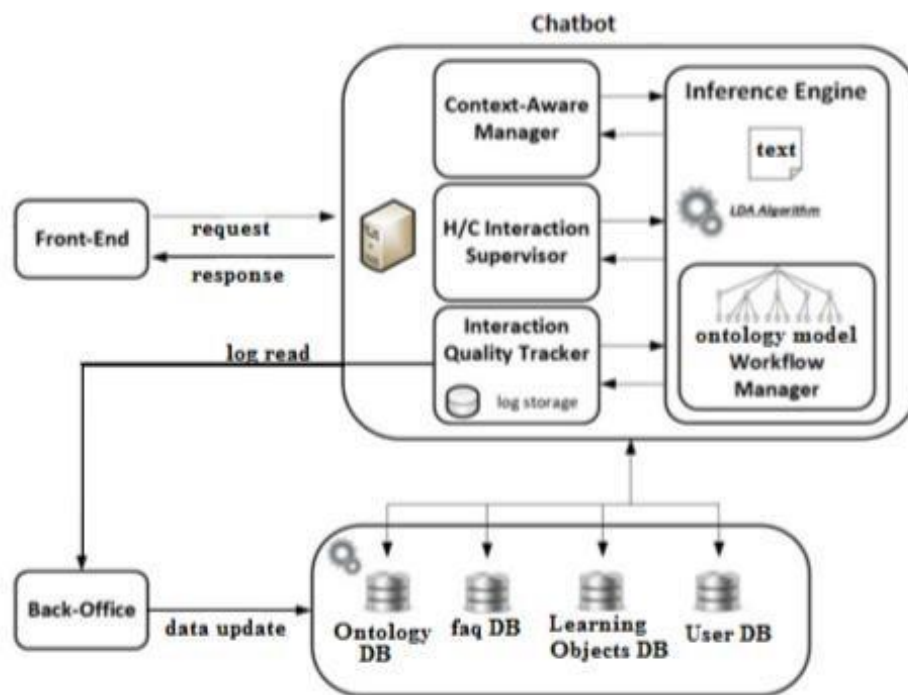 Chatbot
Context-Aware
Manager
Inference Engine
text
LDA Algorithm
Front-End
request
response
H/C Interaction
Supervisor
Interaction
Quality Tracker
log storage
ontology model
Workflow
Manager
log read
Back-Office
data update
Ontology
DB
faq DB
Learning
Objects DB
User DB